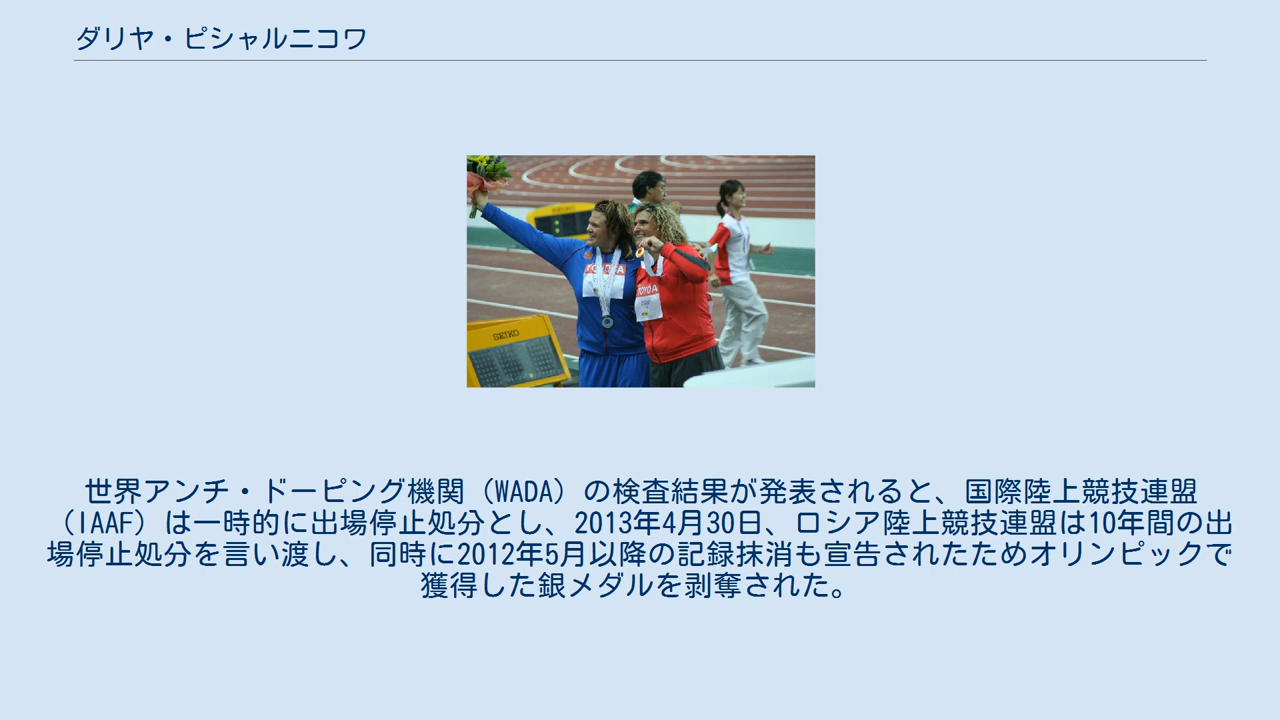 ダリヤ・ピシャルニコワ
SEIKO
TOYOTA
TOYOTA
SEIKO
世界アンチ・ドーピング機関（WADA）の検査結果が発表されると、国際陸上競技連盟
（IAAF）は一時的に出場停止処分とし、2013年4月30日、ロシア陸上競技連盟は10年間の出
場停止処分を言い渡し、同時に2012年5月以降の記録抹消も宣告されたためオリンピックで
獲得した銀メダルを剥奪された。